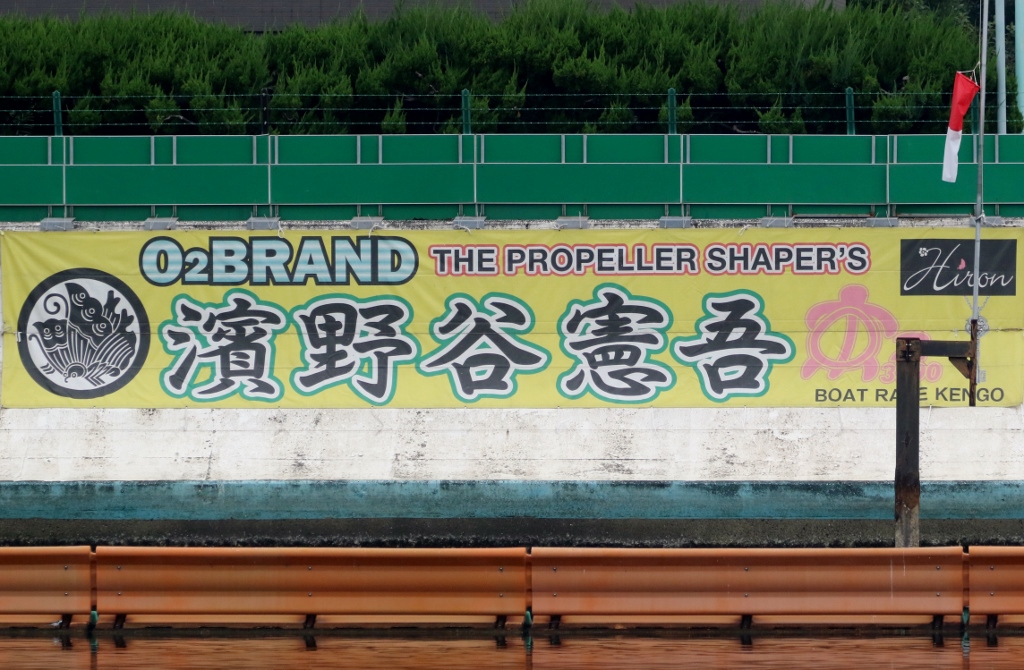 O2BRAND THE PROPELLER SHAPER'S
Hiron
濱野谷憲吾
BOAT RACE KENGO